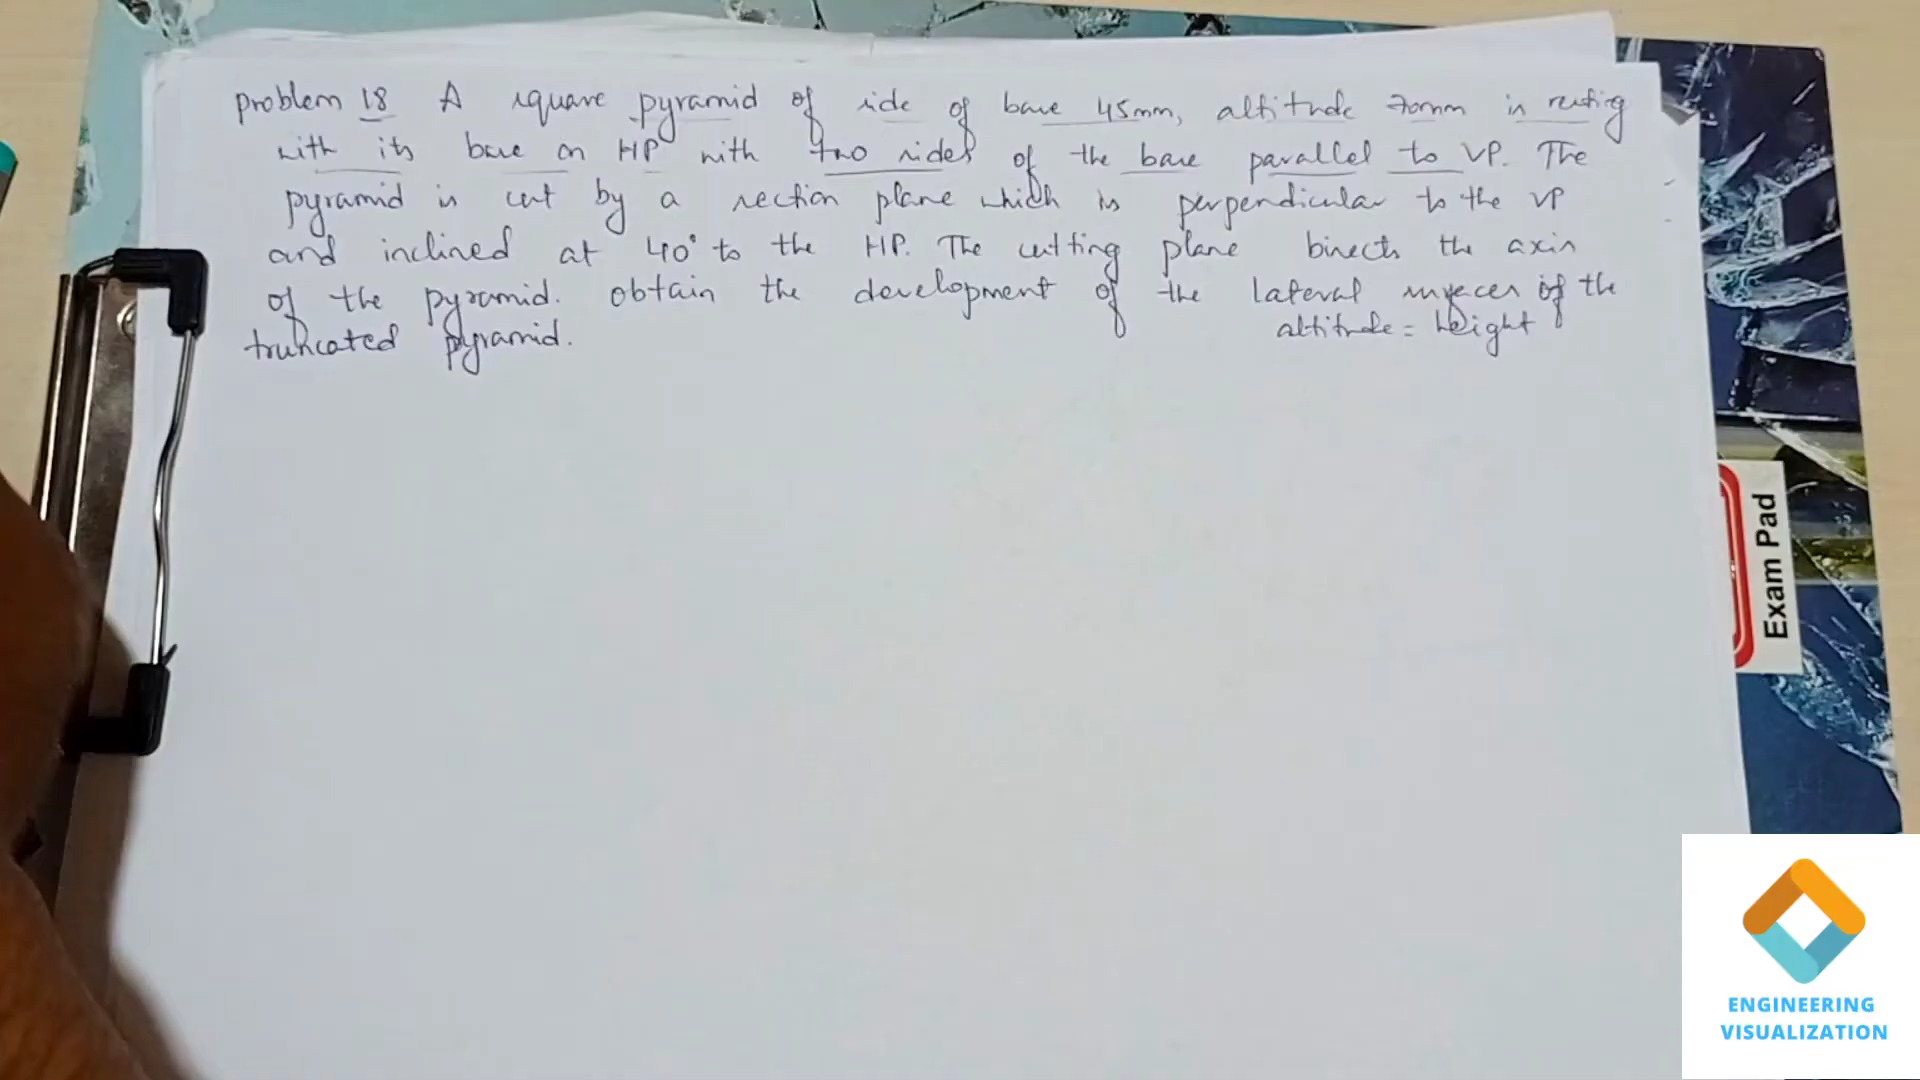 Problem 18 A square pyramid of side of base 45mm, altitude 70mm is resting
with its base on HP with two sides of the base parallel to VP. The
pyramid is cut by a section plane which is perpendicular to the VP
and inclined at 40° to the HP. The cutting plane bisects the axis
of the pyramid. Obtain the development of the lateral surfaces of the
truncated pyramid.
altitude = height
Exam Pad
ENGINEERING
VISUALIZATION